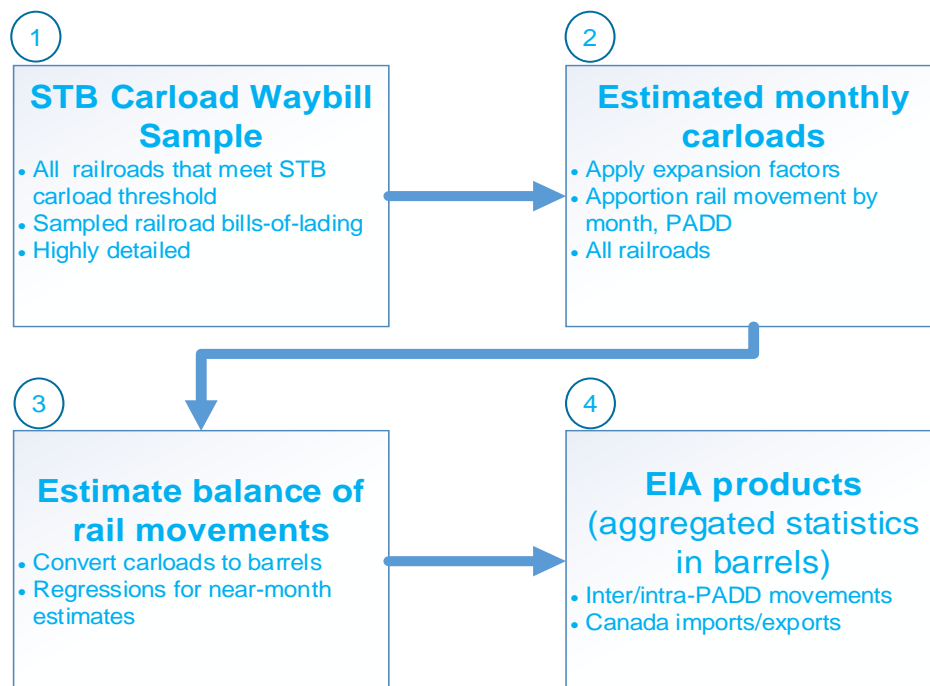 1
STB Carload Waybill
Sample
• All railroads that meet STB
carload threshold
• Sampled railroad bills-of-lading
• Highly detailed
2
Estimated monthly
carloads
• Apply expansion factors
• Apportion rail movement by
month, PADD
• All railroads
3
Estimate balance of
rail movements
• Convert carloads to barrels
• Regressions for near-month
estimates
4
EIA products
(aggregated statistics
in barrels)
• Inter/intra-PADD movements
• Canada imports/exports